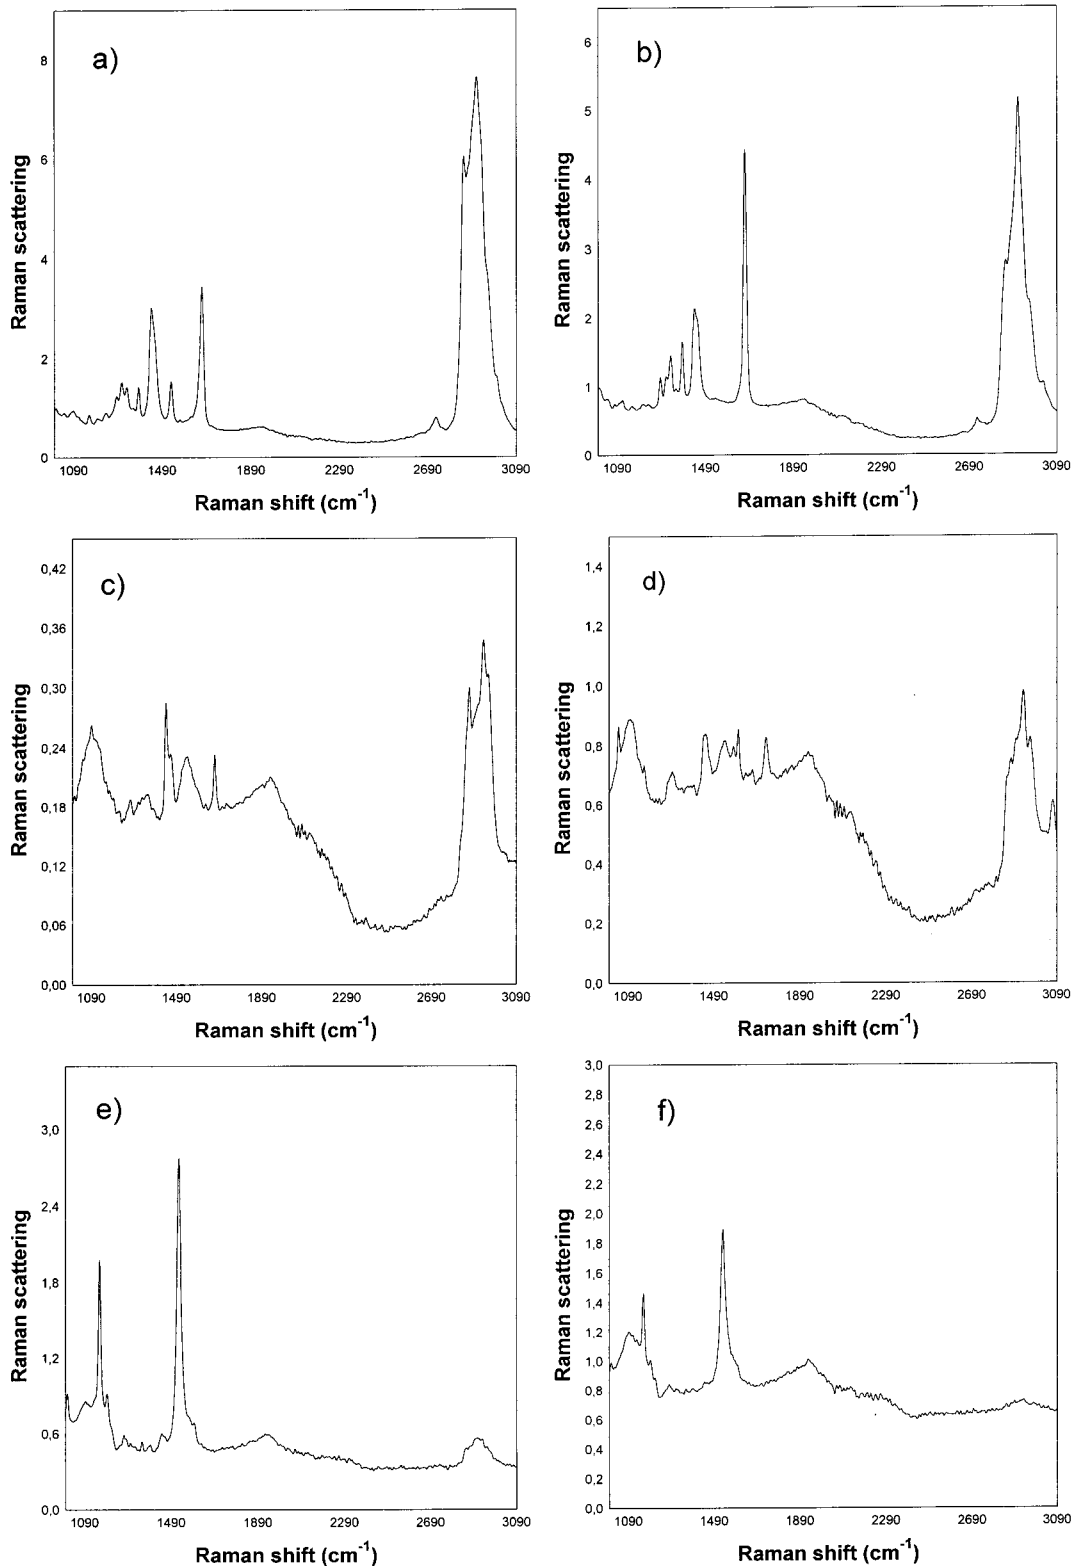 a)
8
6
4
2
0
Raman scattering
1090 1490 1890 2290 2690 3090
Raman shift (cm-1)
b)
6
5
4
3
2
1
0
Raman scattering
1090 1490 1890 2290 2690 3090
Raman shift (cm-1)
c)
0,42
0,36
0,30
0,24
0,18
0,12
0,06
0,00
Raman scattering
1090 1490 1890 2290 2690 3090
Raman shift (cm-1)
d)
1,4
1,2
1,0
0,8
0,6
0,4
0,2
0,0
Raman scattering
1090 1490 1890 2290 2690 3090
Raman shift (cm-1)
e)
3,0
2,4
1,8
1,2
0,6
0,0
Raman scattering
1090 1490 1890 2290 2690 3090
Raman shift (cm-1)
f)
3,0
2,8
2,6
2,4
2,2
2,0
1,8
1,6
1,4
1,2
1,0
0,8
0,6
0,4
0,2
0,0
Raman scattering
1090 1490 1890 2290 2690 3090
Raman shift (cm-1)